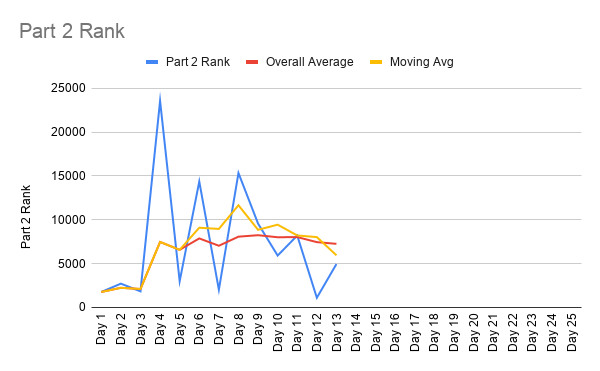 Part 2 Rank
Part 2 Rank Overall Average Moving Avg
Part 2 Rank
25000
20000
15000
10000
5000
0
Day 1
Day 2
Day 3
Day 4
Day 5
Day 6
Day 7
Day 8
Day 9
Day 10
Day 11
Day 12
Day 13
Day 14
Day 15
Day 16
Day 17
Day 18
Day 19
Day 20
Day 21
Day 22
Day 23
Day 24
Day 25